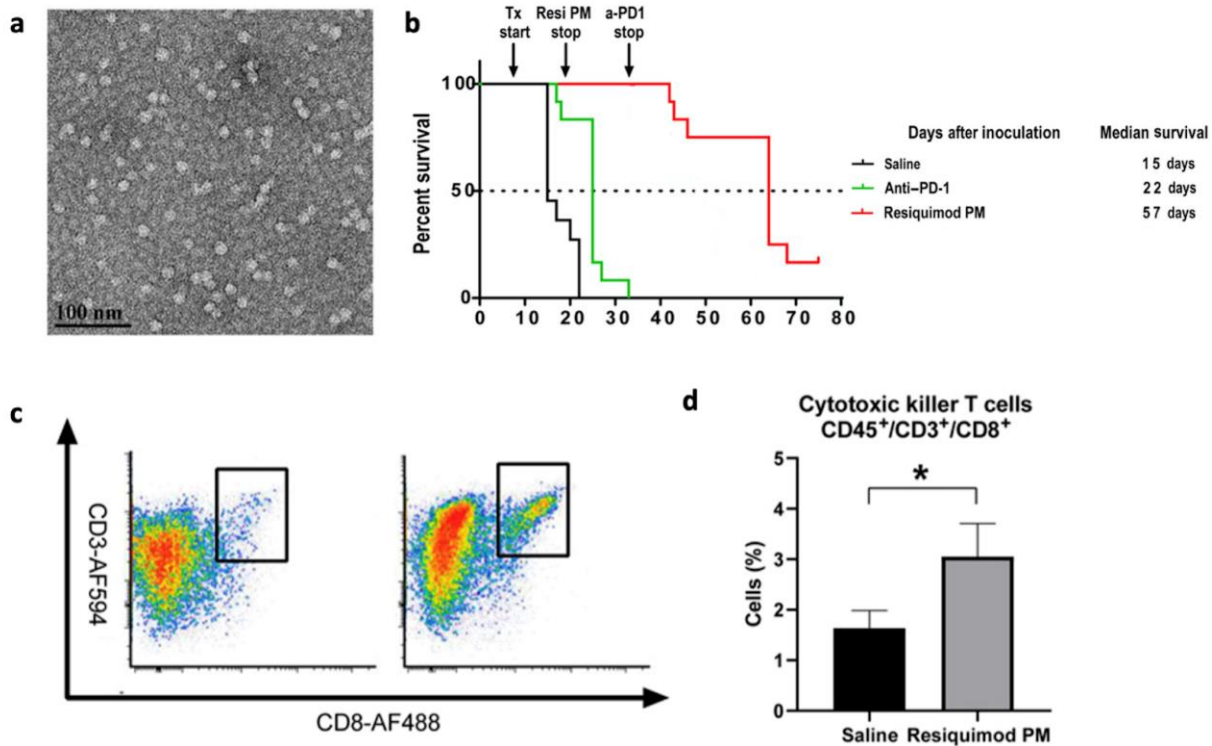 a
100 nm
b
Tx start
Resi PM stop
a-PD1 stop
Percent survival
100
50
0
0 10 20 30 40 50 60 70 80
Days after inoculation Median survival
Saline 15 days
Anti–PD-1 22 days
Resiquimod PM 57 days
c
CD3-AF594
CD8-AF488
d
Cytotoxic killer T cells
CD45⁺/CD3⁺/CD8⁺
*
Cells (%)
5
4
3
2
1
0
Saline Resiquimod PM